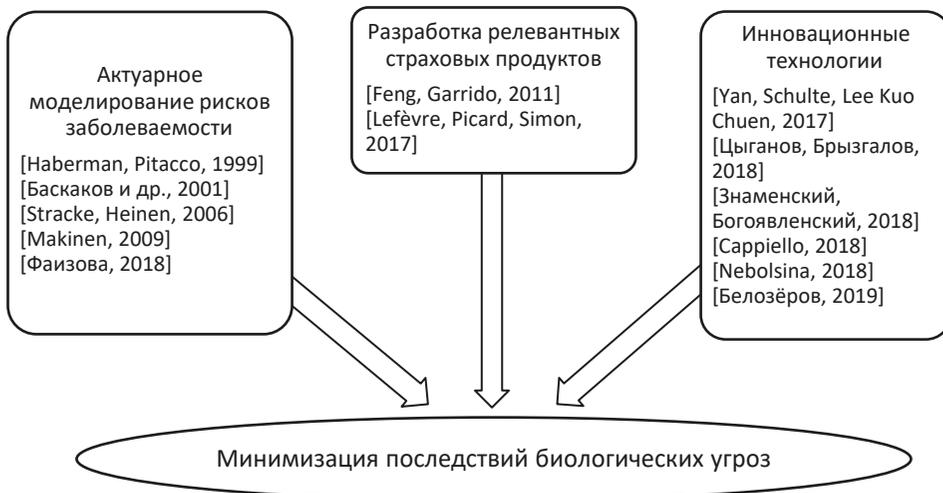 Актуарное
моделирование рисков
заболеваемости
[Haberman, Pitacco, 1999]
[Баскаков и др., 2001]
[Stracke, Heinen, 2006]
[Makinen, 2009]
[Фаизова, 2018]
Разработка релевантных
страховых продуктов
[Feng, Garrido, 2011]
[Lefèvre, Picard, Simon,
2017]
Инновационные
технологии
[Yan, Schulte, Lee Kuo
Chuen, 2017]
[Цыганов, Брызгалов,
2018]
[Знаменский,
Богоявленский, 2018]
[Cappiello, 2018]
[Nebolsina, 2018]
[Белозёров, 2019]
Минимизация последствий биологических угроз